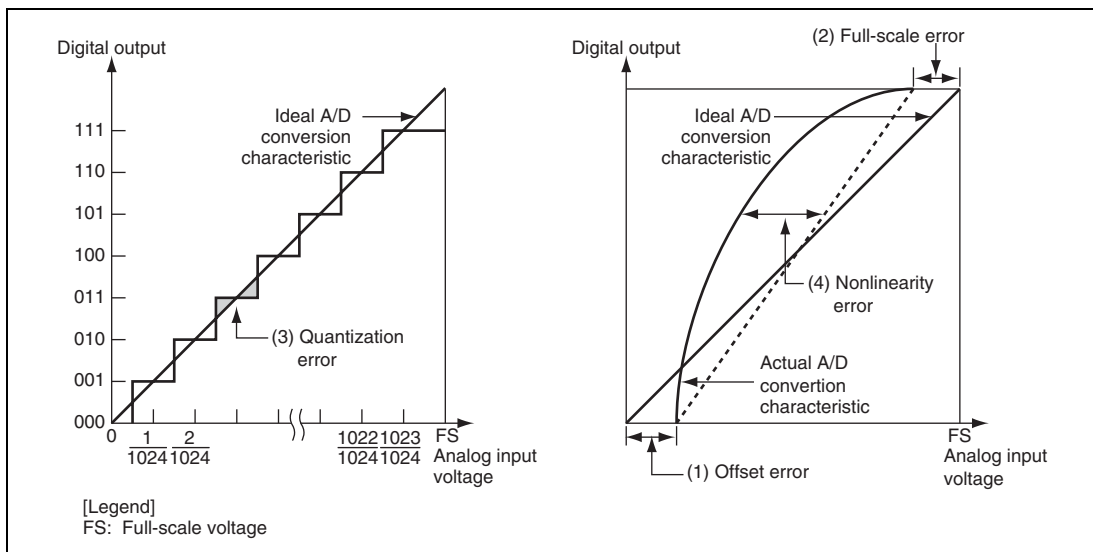 Digital output
Ideal A/D
conversion
characteristic
111
110
101
100
011
010
001
000
(3) Quantization
error
0
1
1024
2
1024
1022
1024
1023
1024
FS
Analog input
voltage
[Legend]
FS: Full-scale voltage
Digital output
(2) Full-scale error
Ideal A/D
conversion
characteristic
(4) Nonlinearity
error
Actual A/D
convertion
characteristic
FS
Analog input
voltage
(1) Offset error